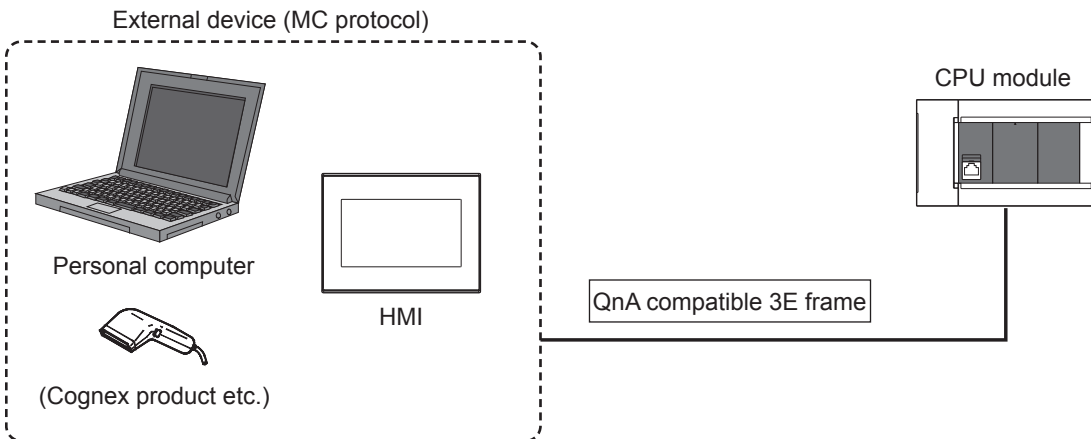 External device (MC protocol)
CPU module
Personal computer
HMI
QnA compatible 3E frame
(Cognex product etc.)